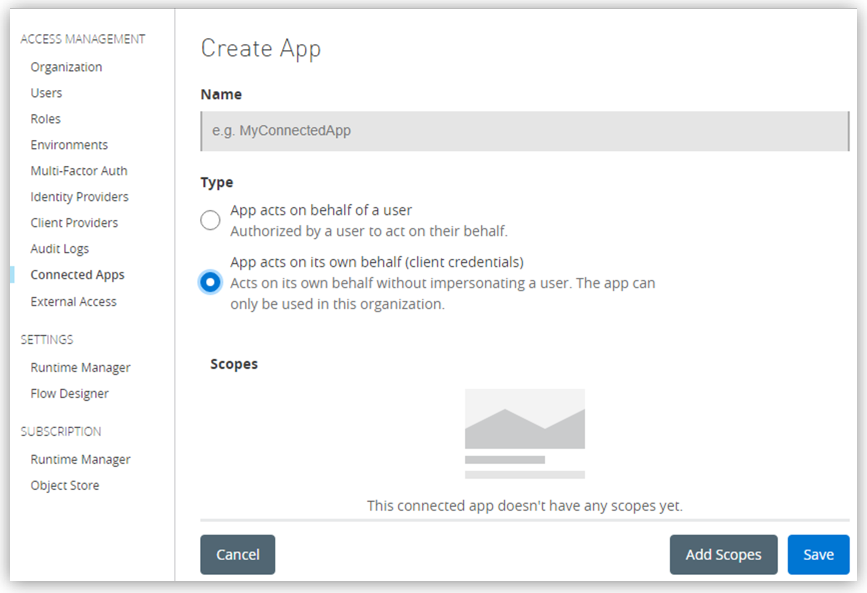 ACCESS MANAGEMENT
Organization
Users
Roles
Environments
Multi-Factor Auth
Identity Providers
Client Providers
Audit Logs
Connected Apps
External Access
SETTINGS
Runtime Manager
Flow Designer
SUBSCRIPTION
Runtime Manager
Object Store
Create App
Name
e.g. MyConnectedApp
Type
App acts on behalf of a user
Authorized by a user to act on their behalf.
App acts on its own behalf (client credentials)
Acts on its own behalf without impersonating a user. The app can
only be used in this organization.
Scopes
This connected app doesn't have any scopes yet.
Cancel
Add Scopes
Save